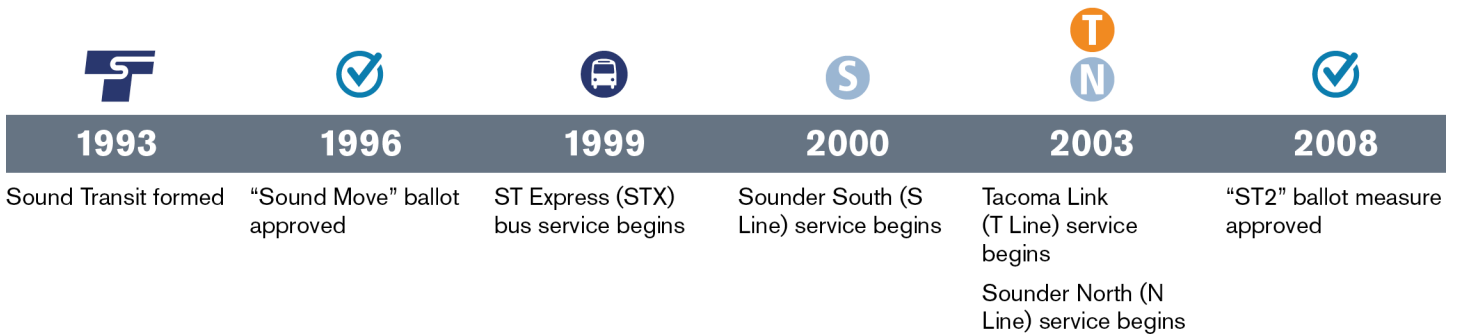 ST
S
T
N
1993
1996
1999
2000
2003
2008
Sound Transit formed
“Sound Move” ballot
approved
ST Express (STX)
bus service begins
Sounder South (S
Line) service begins
Tacoma Link
(T Line) service
begins
Sounder North (N
Line) service begins
“ST2” ballot measure
approved